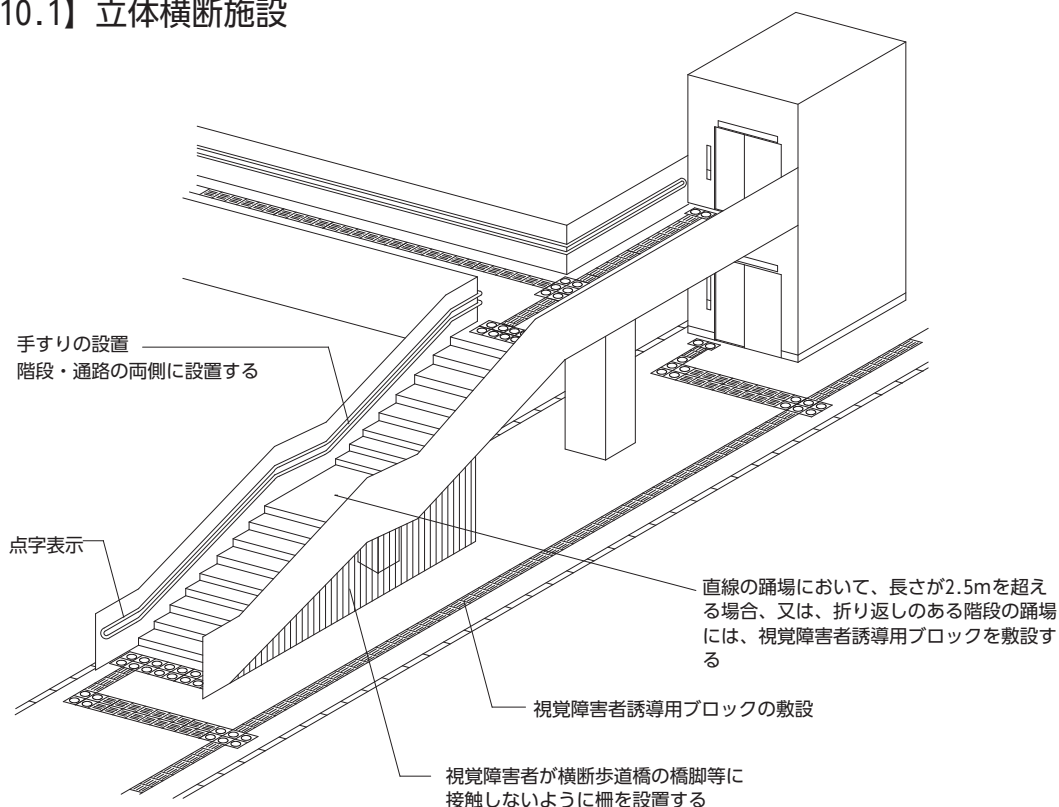 10.1】立体横断施設
手すりの設置
階段・通路の両側に設置する
点字表示
直線の踊場において、長さが2.5mを超え
る場合、又は、折り返しのある階段の踊場
には、視覚障害者誘導用ブロックを敷設す
る
視覚障害者誘導用ブロックの敷設
視覚障害者が横断歩道橋の橋脚等に
接触しないように柵を設置する